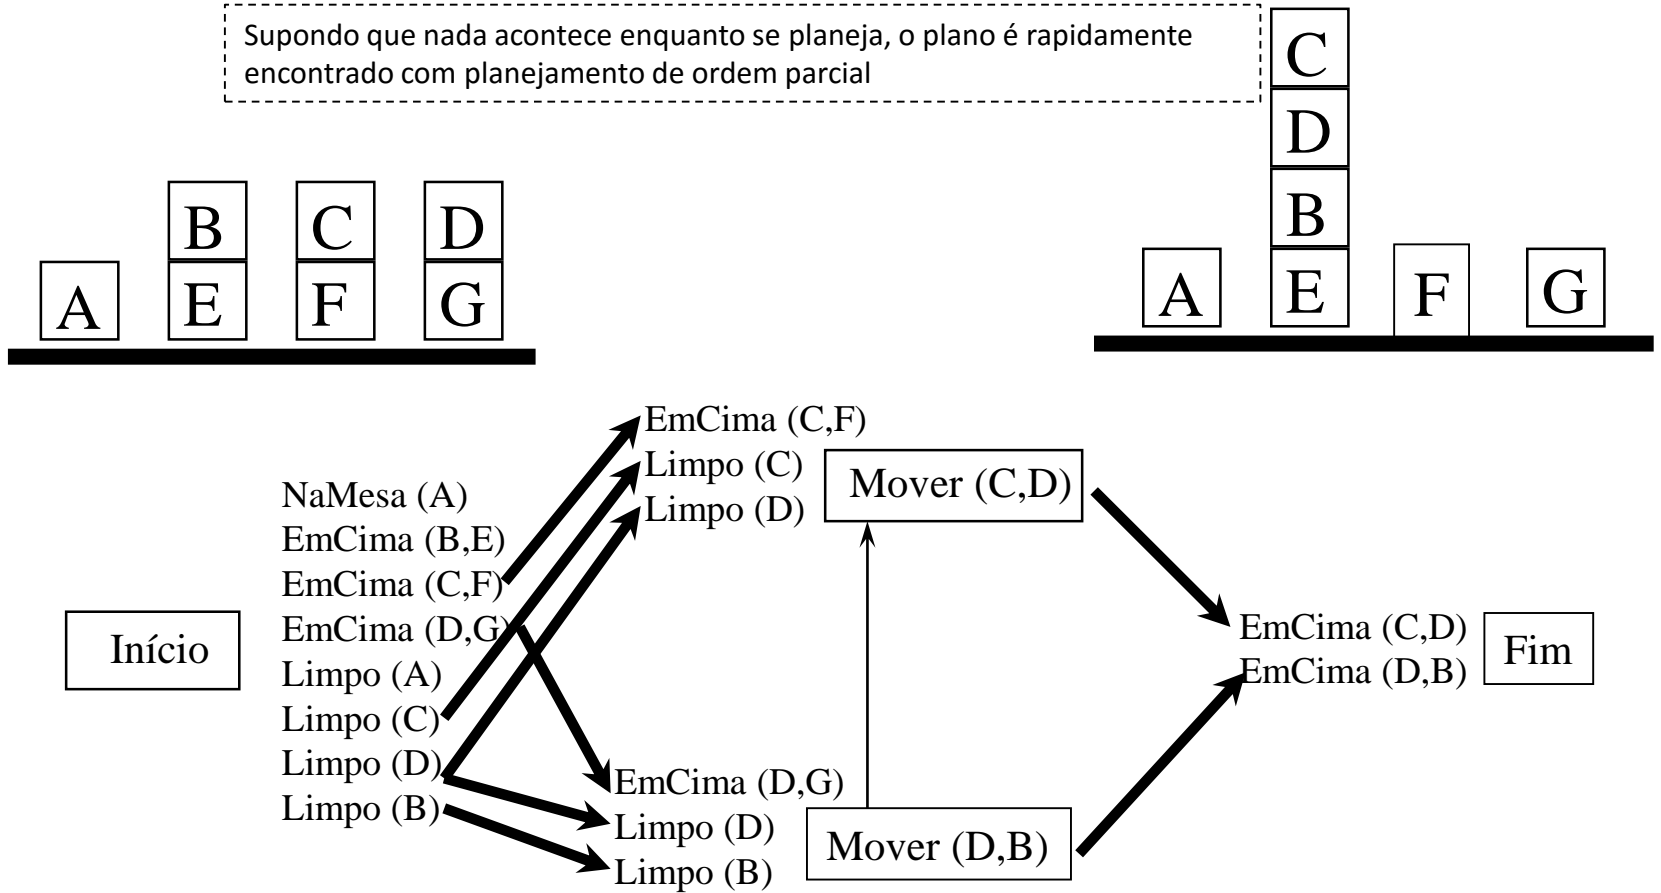 Supondo que nada acontece enquanto se planeja, o plano é rapidamente
encontrado com planejamento de ordem parcial
B C D
A E F G
C
D
B
A E F G
Início
NaMesa (A)
EmCima (B,E)
EmCima (C,F)
EmCima (D,G)
Limpo (A)
Limpo (C)
Limpo (D)
Limpo (B)
EmCima (C,F)
Limpo (C)
Limpo (D)
Mover (C,D)
EmCima (D,G)
Limpo (D)
Limpo (B)
Mover (D,B)
EmCima (C,D)
EmCima (D,B)
Fim